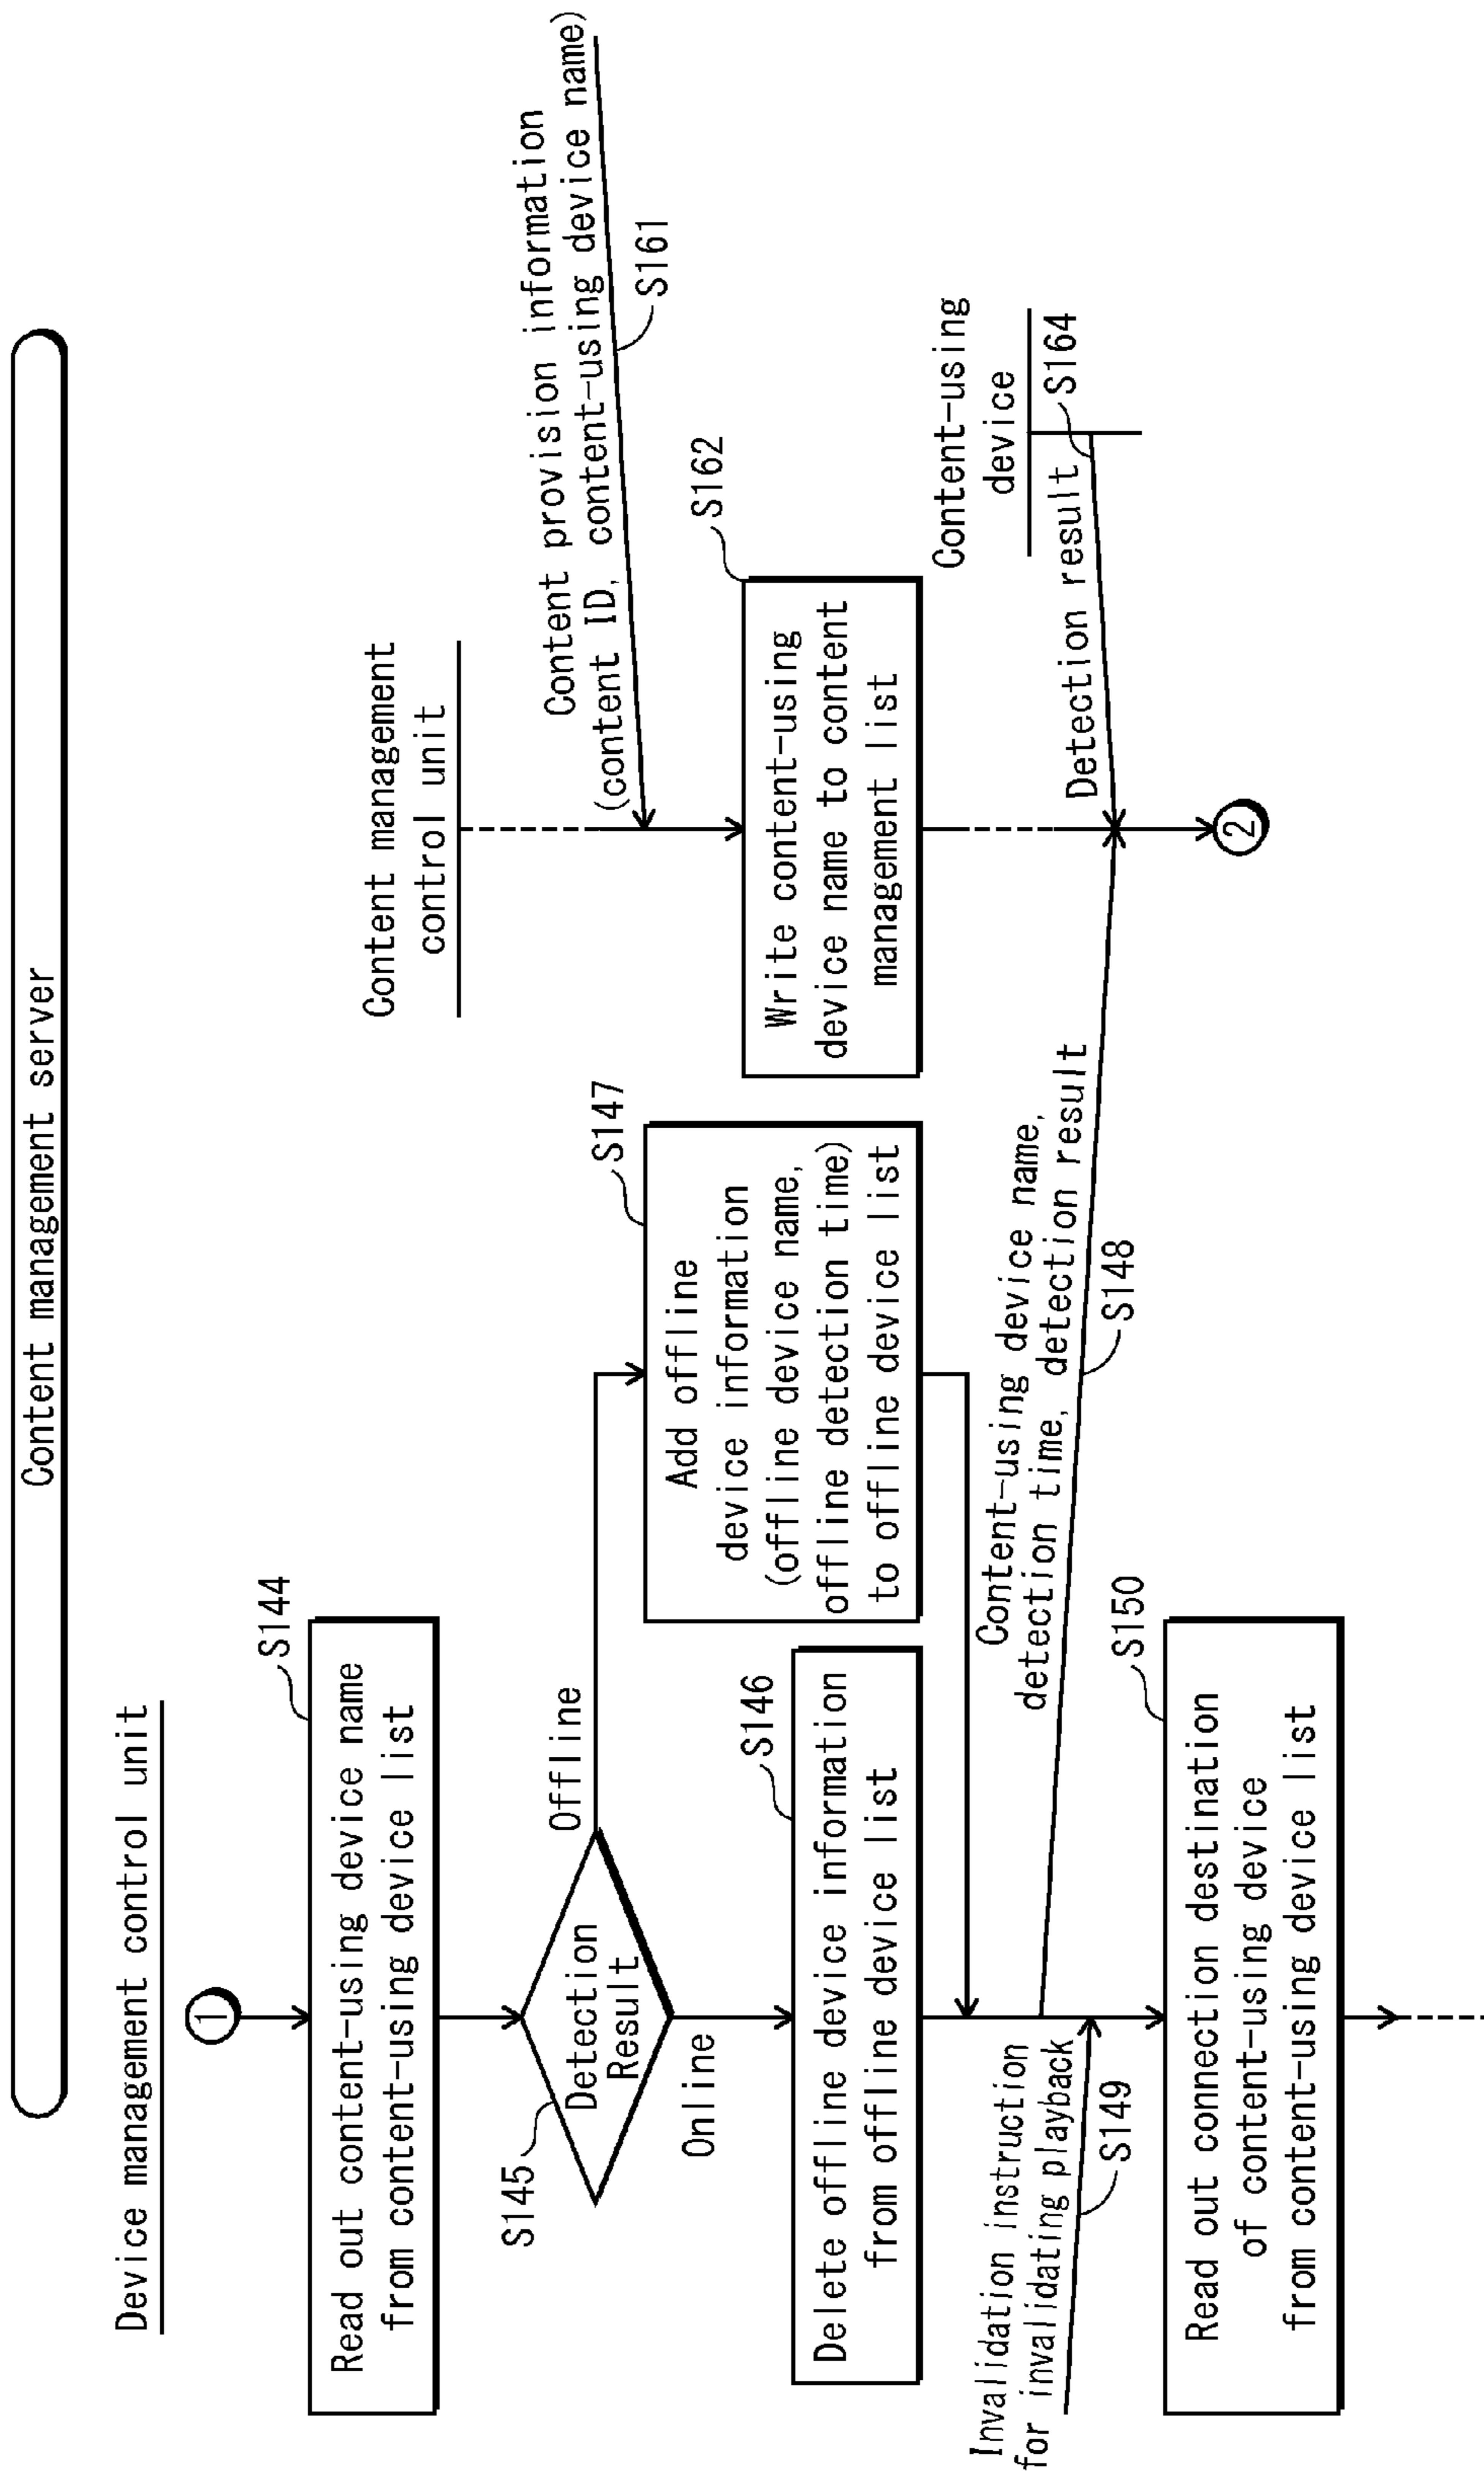 Content management server
Device management control unit
1
S144
Read out content-using device name
from content-using device list
S145
Detection
Result
Offline
Online
S146
Delete offline device information
from offline device list
S147
Add offline
device information
(offline device name,
offline detection time)
to offline device list
Content-using device name,
detection time, detection result
S148
Invalidation instruction
for invalidating playback
S149
S150
Read out connection destination
of content-using device
from content-using device list
Content management
control unit
Content provision information
(content ID, content-using device name)
S161
S162
Write content-using
device name to content
management list
Content-using
device
S164
Detection result
2